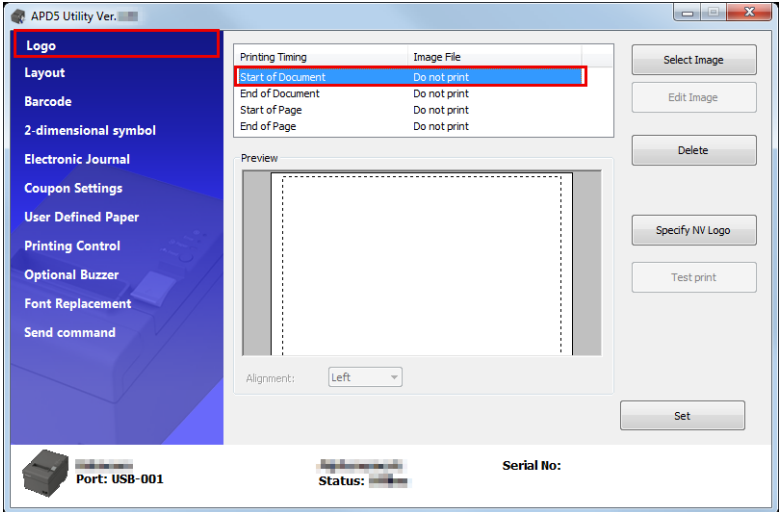 APD5 Utility Ver.
Logo
Layout
Barcode
2-dimensional symbol
Electronic Journal
Coupon Settings
User Defined Paper
Printing Control
Optional Buzzer
Font Replacement
Send command
Printing Timing Image File
Start of Document Do not print
End of Document Do not print
Start of Page Do not print
End of Page Do not print
Preview
Alignment: Left
Select Image
Edit Image
Delete
Specify NV Logo
Test print
Set
Port: USB-001
Status:
Serial No: